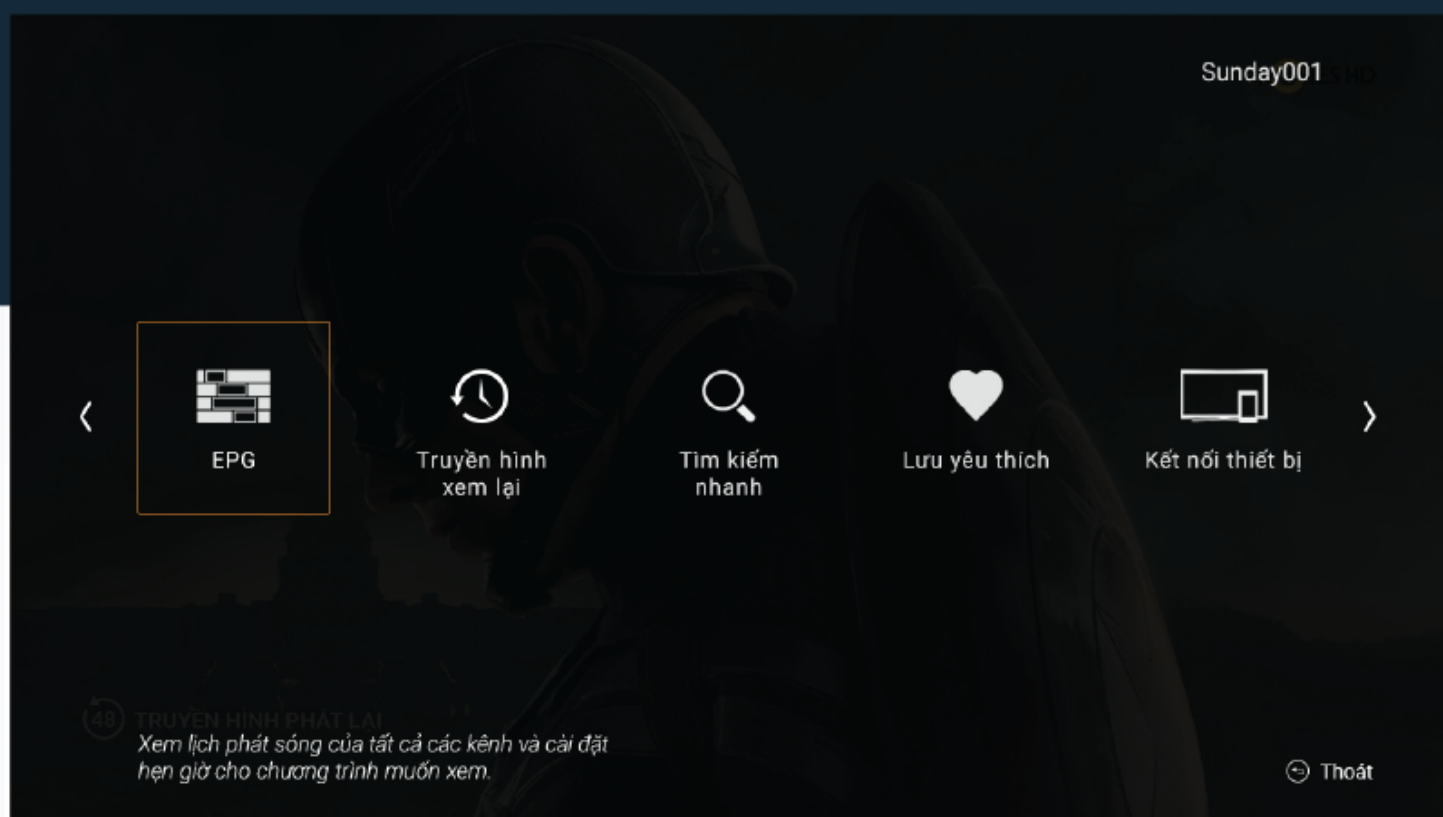 Sunday001
EPG
Truyền hình
xem lại
Tìm kiếm
nhanh
Lưu yêu thích
Kết nối thiết bị
48 TRUYỀN HÌNH PHÁT LẠI
Xem lịch phát sóng của tất cả các kênh và cài đặt
hẹn giờ cho chương trình muốn xem.
Thoát